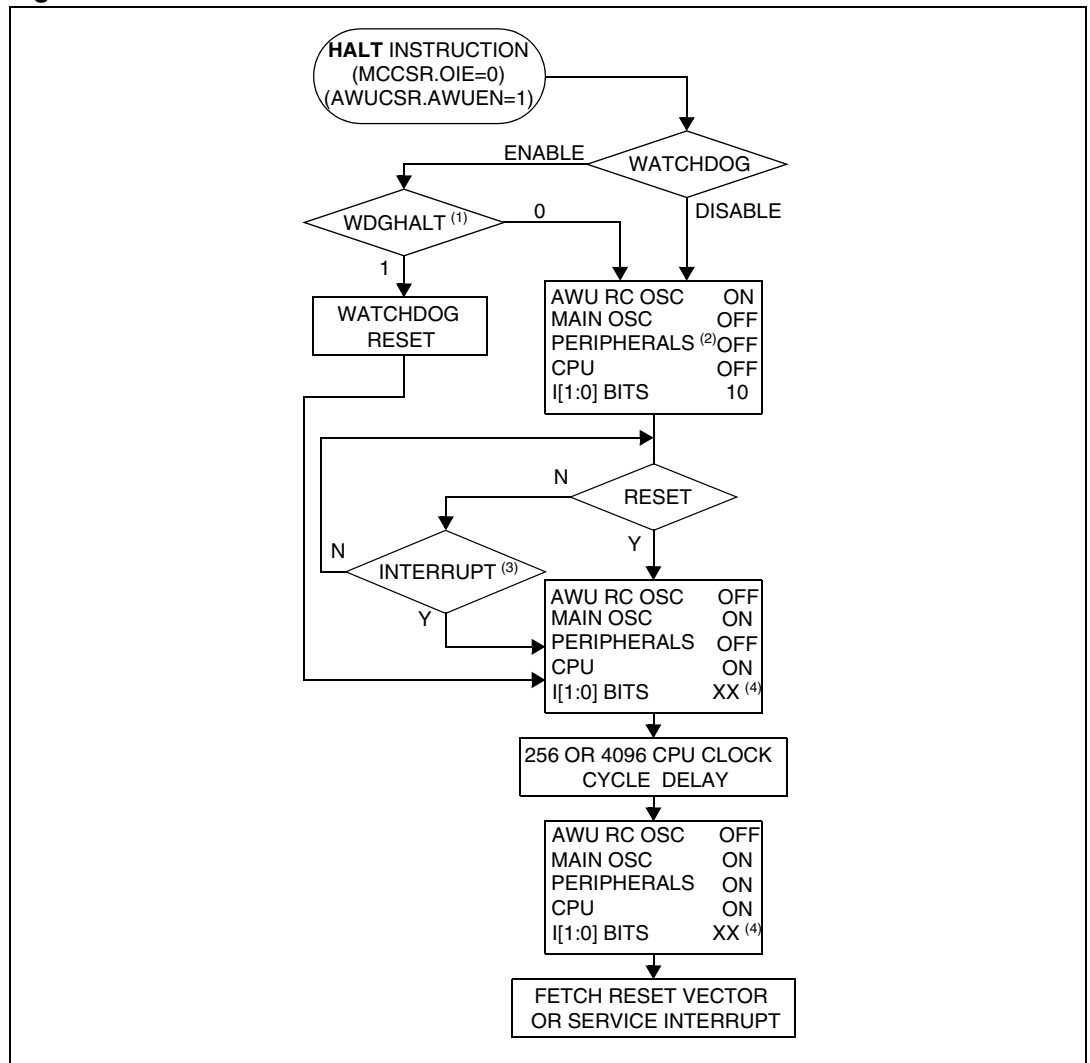 HALT INSTRUCTION
(MCCSR.OIE=0)
(AWUCSR.AWUEN=1)
ENABLE
WATCHDOG
WDGHALT (1)
0
DISABLE
1
WATCHDOG
RESET
AWU RC OSC ON
MAIN OSC OFF
PERIPHERALS (2) OFF
CPU OFF
I[1:0] BITS 10
N
RESET
Y
N
INTERRUPT (3)
Y
AWU RC OSC OFF
MAIN OSC ON
PERIPHERALS OFF
CPU ON
I[1:0] BITS XX (4)
256 OR 4096 CPU CLOCK
CYCLE DELAY
AWU RC OSC OFF
MAIN OSC ON
PERIPHERALS ON
CPU ON
I[1:0] BITS XX (4)
FETCH RESET VECTOR
OR SERVICE INTERRUPT